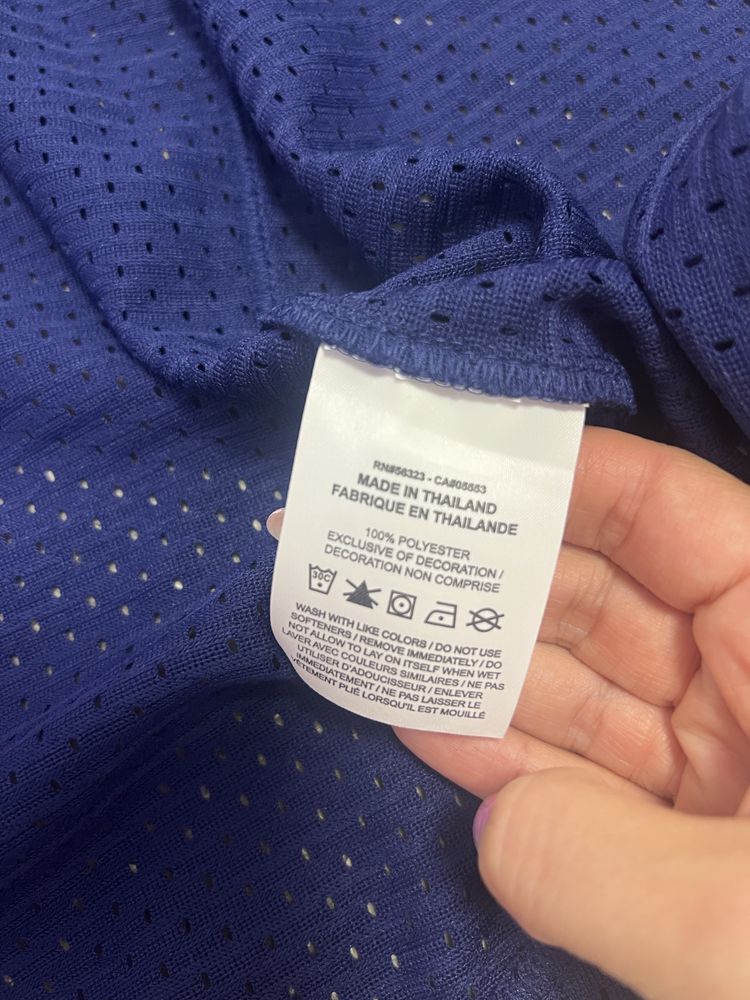 RN#56323 - CA#05553
MADE IN THAILAND
FABRIQUE EN THAILANDE
100% POLYESTER
EXCLUSIVE OF DECORATION /
DECORATION NON COMPRISE
30C
WASH WITH LIKE COLORS / DO NOT USE
SOFTENERS / REMOVE IMMEDIATELY / DO
NOT ALLOW TO LAY ON ITSELF WHEN WET
LAVER AVEC COULEURS SIMILAIRES / NE PAS
UTILISER D'ADOUCISSEUR / ENLEVER
IMMEDIATEMENT / NE PAS LAISSER LE
VÊTEMENT PLIÉ LORSQU'IL EST MOUILLÉ